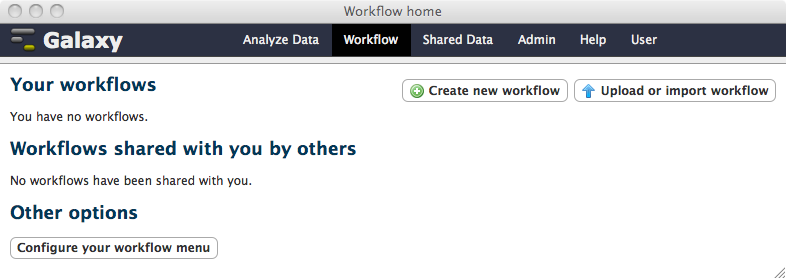 Workflow home
Galaxy Analyze Data Workflow Shared Data Admin Help User
Your workflows Create new workflow Upload or import workflow
You have no workflows.
Workflows shared with you by others
No workflows have been shared with you.
Other options
Configure your workflow menu